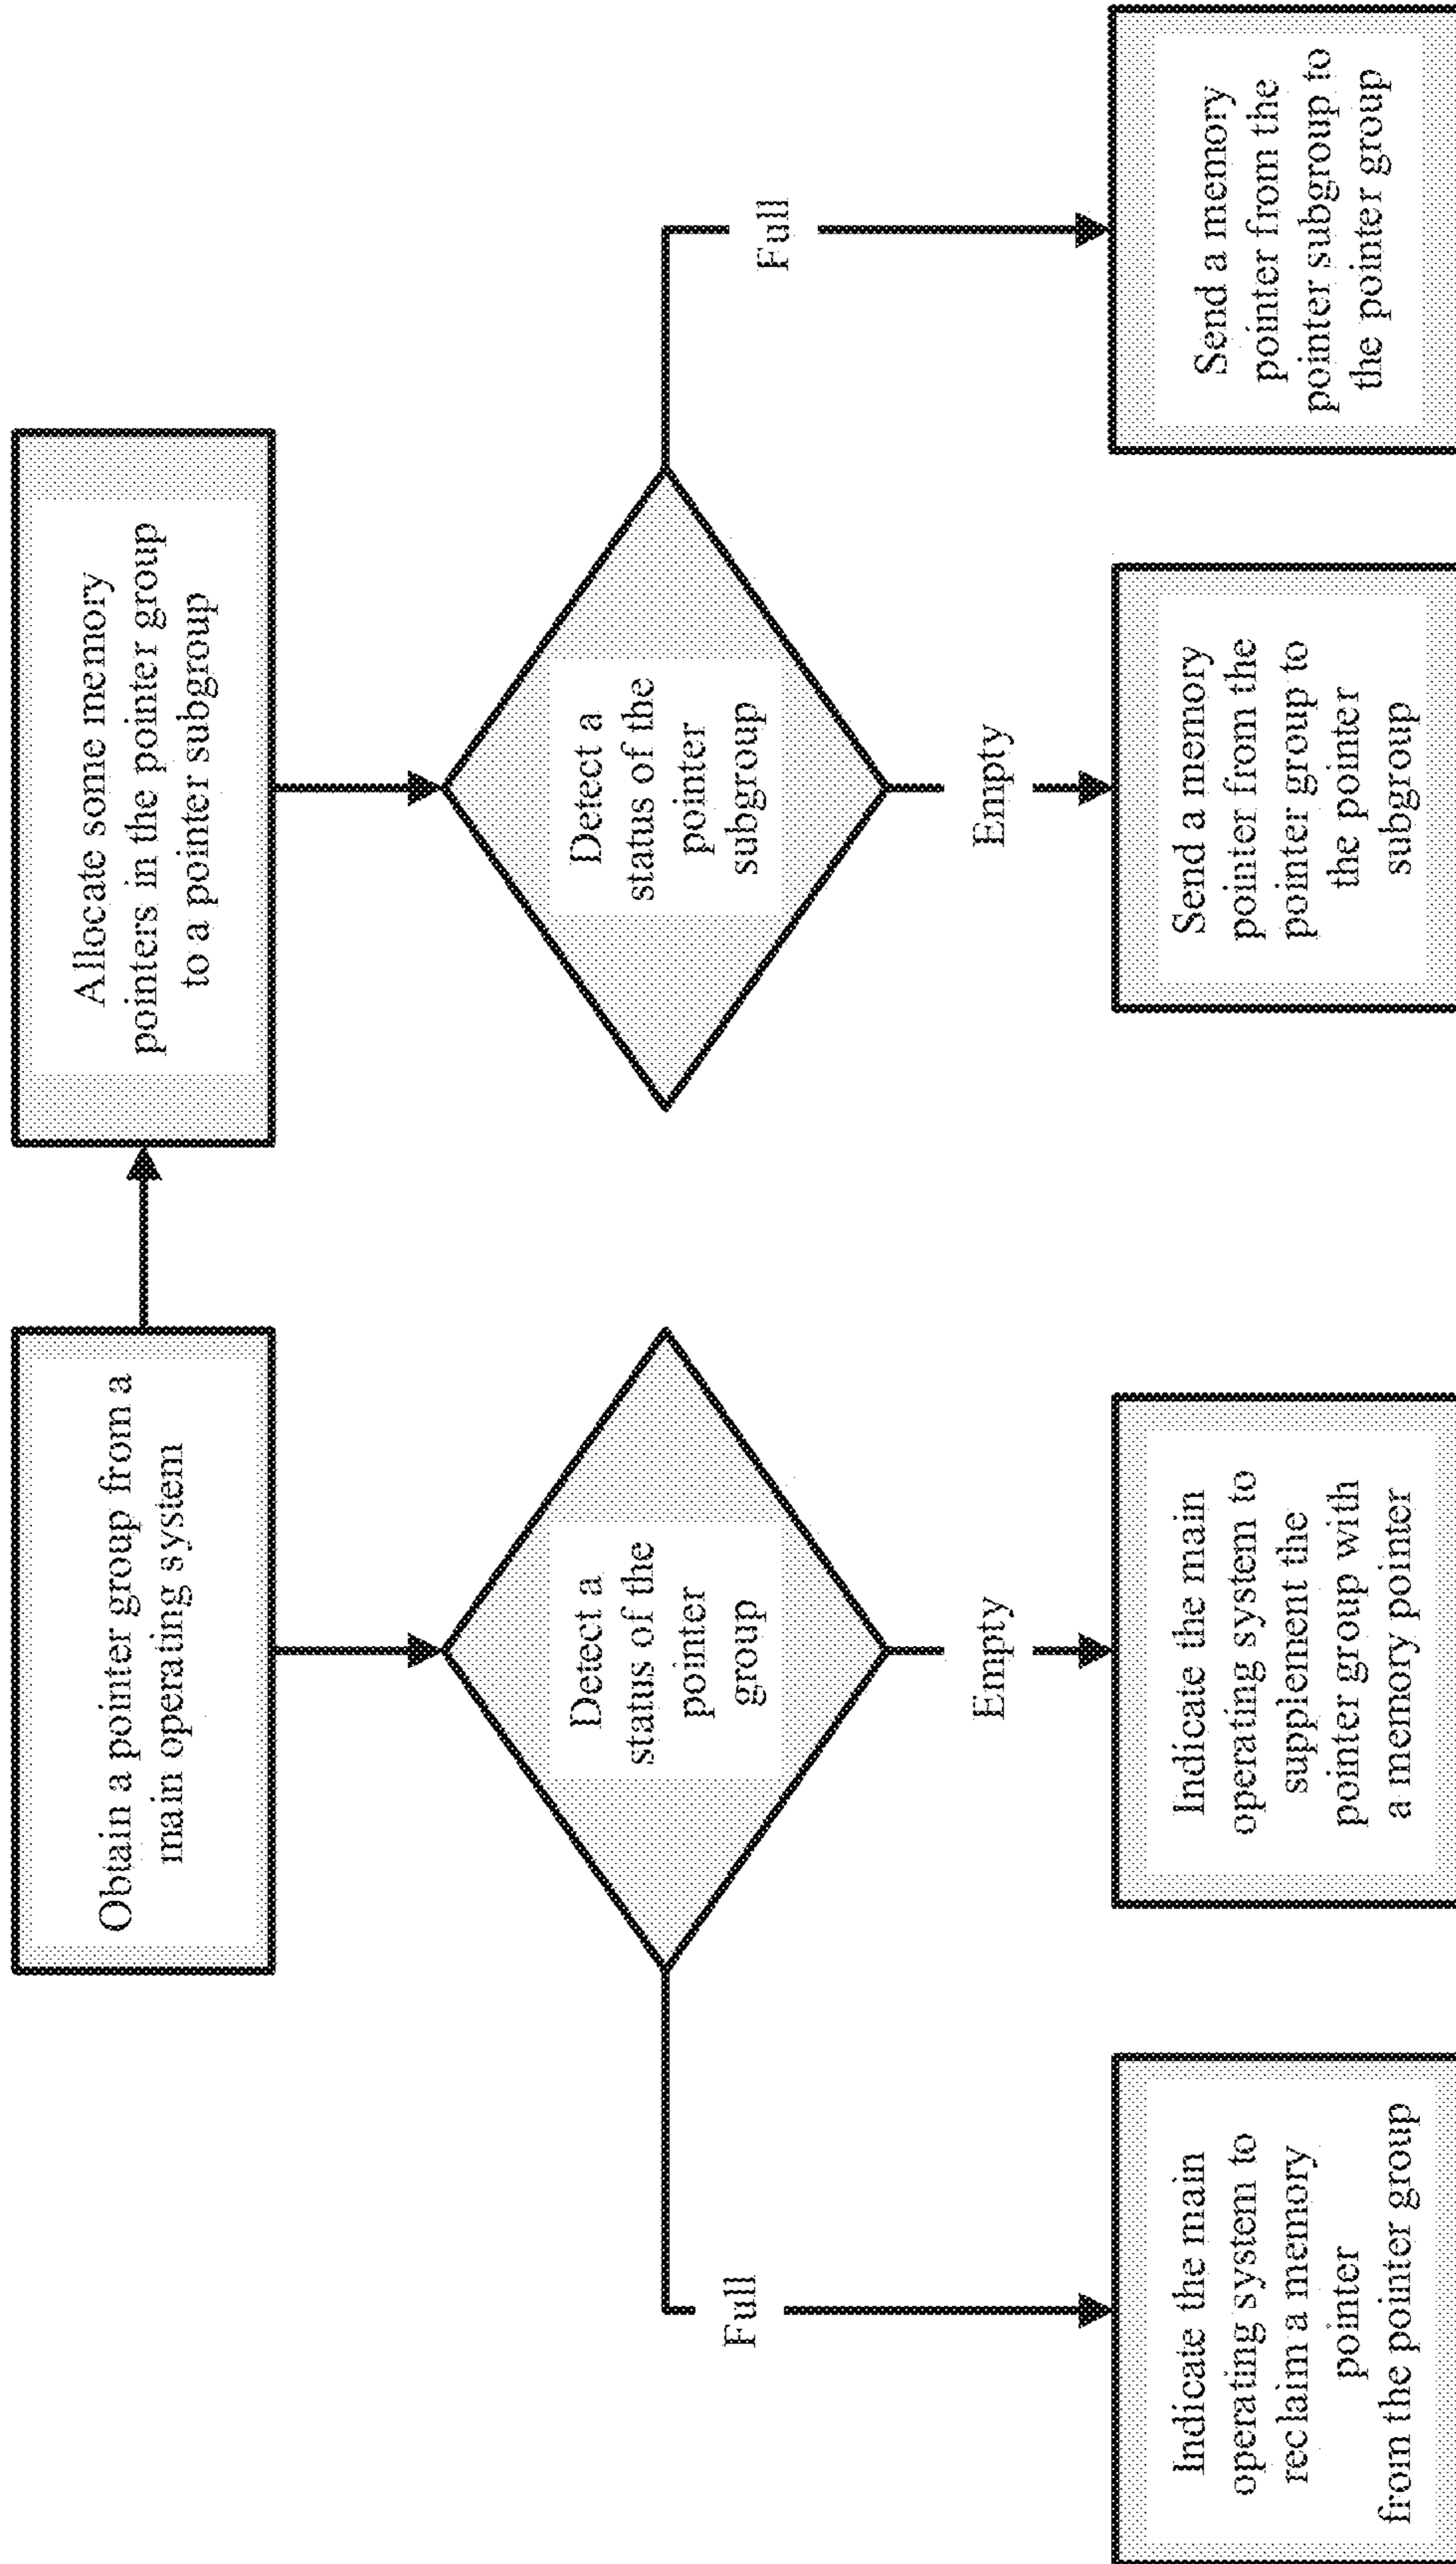 Obtain a pointer group from a
main operating system
Allocate some memory
pointers in the pointer group
to a pointer subgroup
Detect a
status of the
pointer
group
Detect a
status of the
pointer
subgroup
Full
Empty
Empty
Full
Indicate the main
operating system to
reclaim a memory
pointer
from the pointer group
Indicate the main
operating system to
supplement the
pointer group with
a memory pointer
Send a memory
pointer from the
pointer group to
the pointer
subgroup
Send a memory
pointer from the
pointer subgroup to
the pointer group